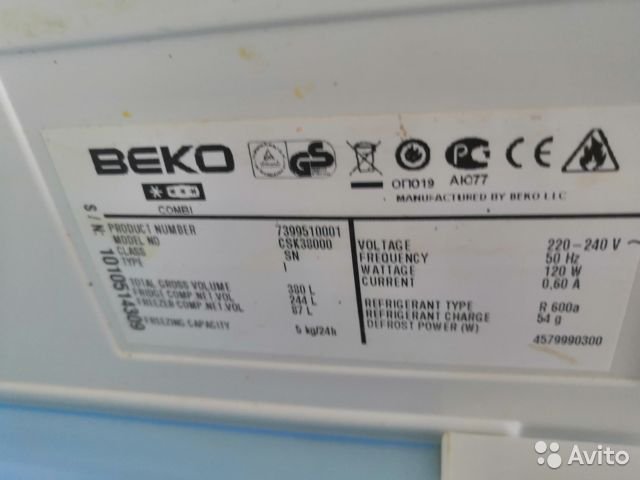 BEKO
GS
ОП019
АЮ77
COMBI
MANUFACTURED BY BEKO LLC
S / N: 1010514309
PRODUCT NUMBER 7399510001
MODEL NO CSK38000
CLASS SN
TYPE I
TOTAL GROSS VOLUME 380 L
FRIDGE COMP.NET.VOL 244 L
FREEZER COMP.NET.VOL 87 L
FREEZING CAPACITY 5 kg/24h
VOLTAGE 220-240 V ~
FREQUENCY 50 Hz
WATTAGE 120 W
CURRENT 0,60 A
REFRIGERANT TYPE R 600a
REFRIGERANT CHARGE 54 g
DEFROST POWER (W)
4579990300
Avito